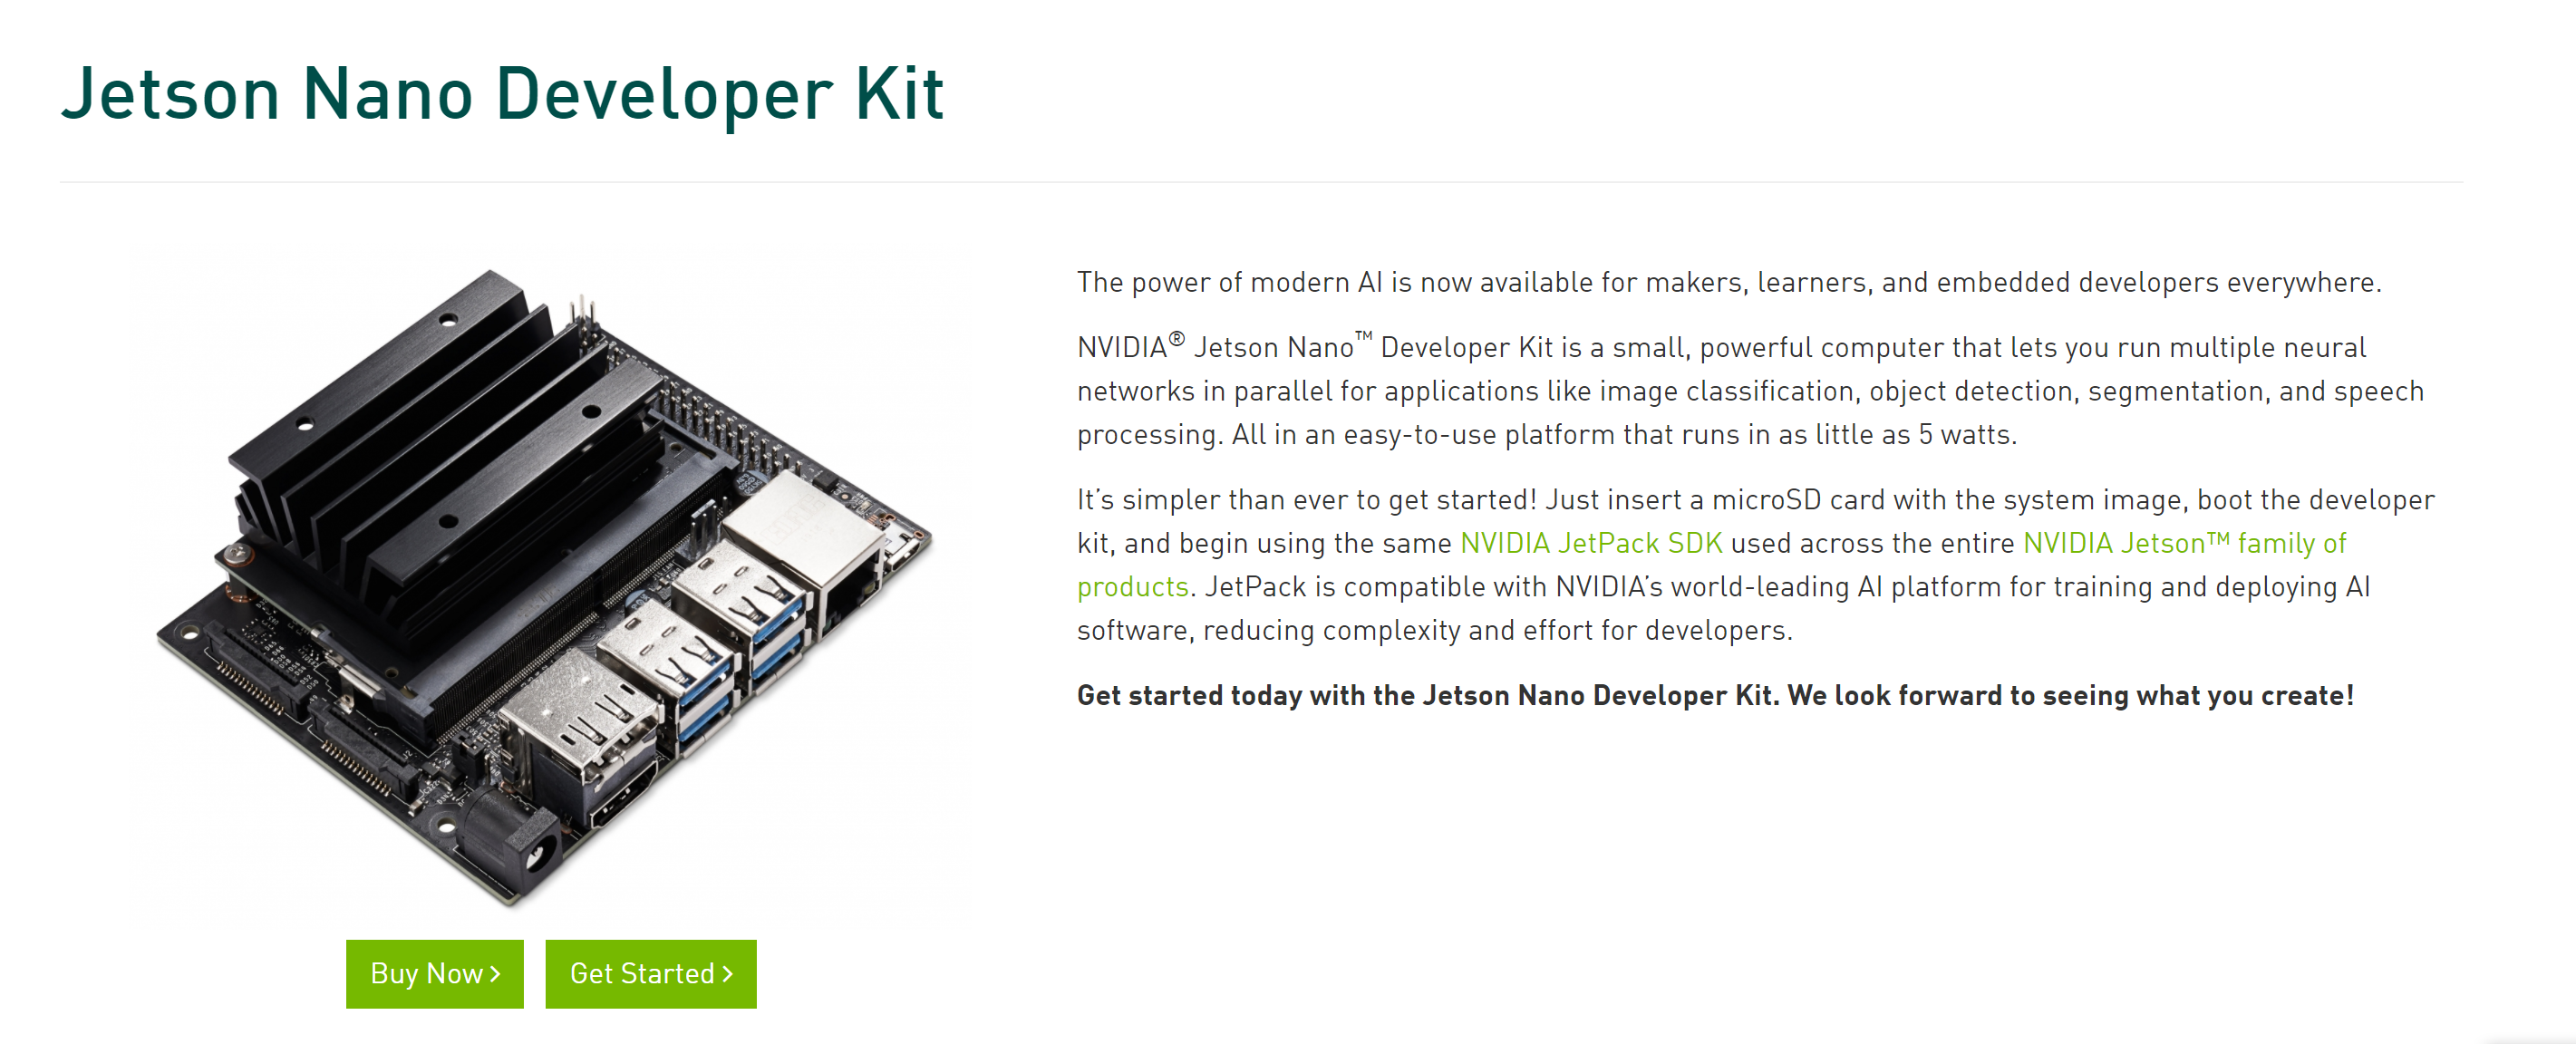 Jetson Nano Developer Kit
The power of modern AI is now available for makers, learners, and embedded developers everywhere.
NVIDIA® Jetson Nano™ Developer Kit is a small, powerful computer that lets you run multiple neural
networks in parallel for applications like image classification, object detection, segmentation, and speech
processing. All in an easy-to-use platform that runs in as little as 5 watts.
It’s simpler than ever to get started! Just insert a microSD card with the system image, boot the developer
kit, and begin using the same NVIDIA JetPack SDK used across the entire NVIDIA Jetson™ family of
products. JetPack is compatible with NVIDIA’s world-leading AI platform for training and deploying AI
software, reducing complexity and effort for developers.
Get started today with the Jetson Nano Developer Kit. We look forward to seeing what you create!
Buy Now >
Get Started >